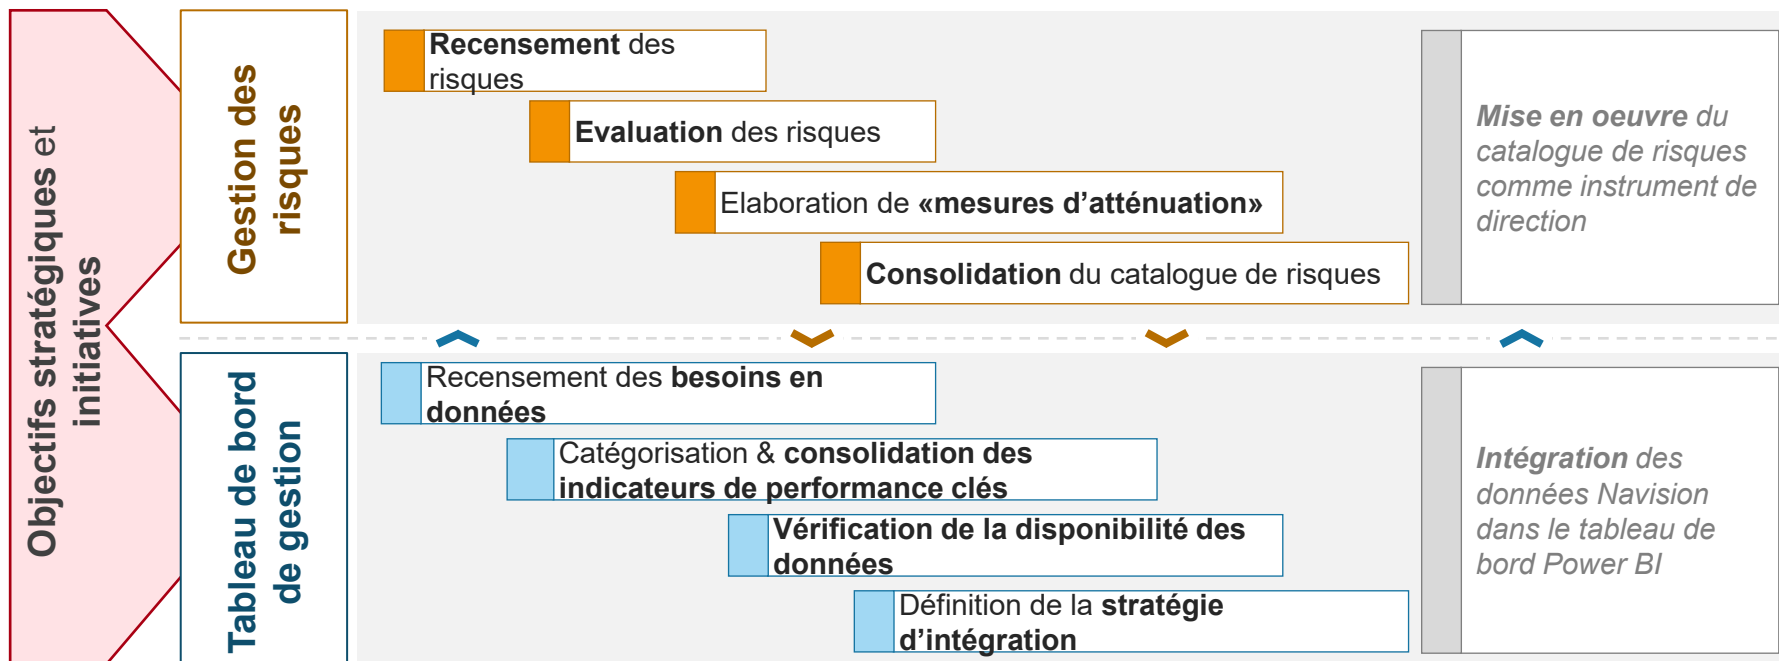 Objectifs stratégiques et
initiatives
Gestion des
risques
Recensement des
risques
Evaluation des risques
Elaboration de «mesures d’atténuation»
Consolidation du catalogue de risques
Mise en oeuvre du
catalogue de risques
comme instrument de
direction
Tableau de bord
de gestion
Recensement des besoins en
données
Catégorisation & consolidation des
indicateurs de performance clés
Vérification de la disponibilité des
données
Définition de la stratégie
d’intégration
Intégration des
données Navision
dans le tableau de
bord Power BI